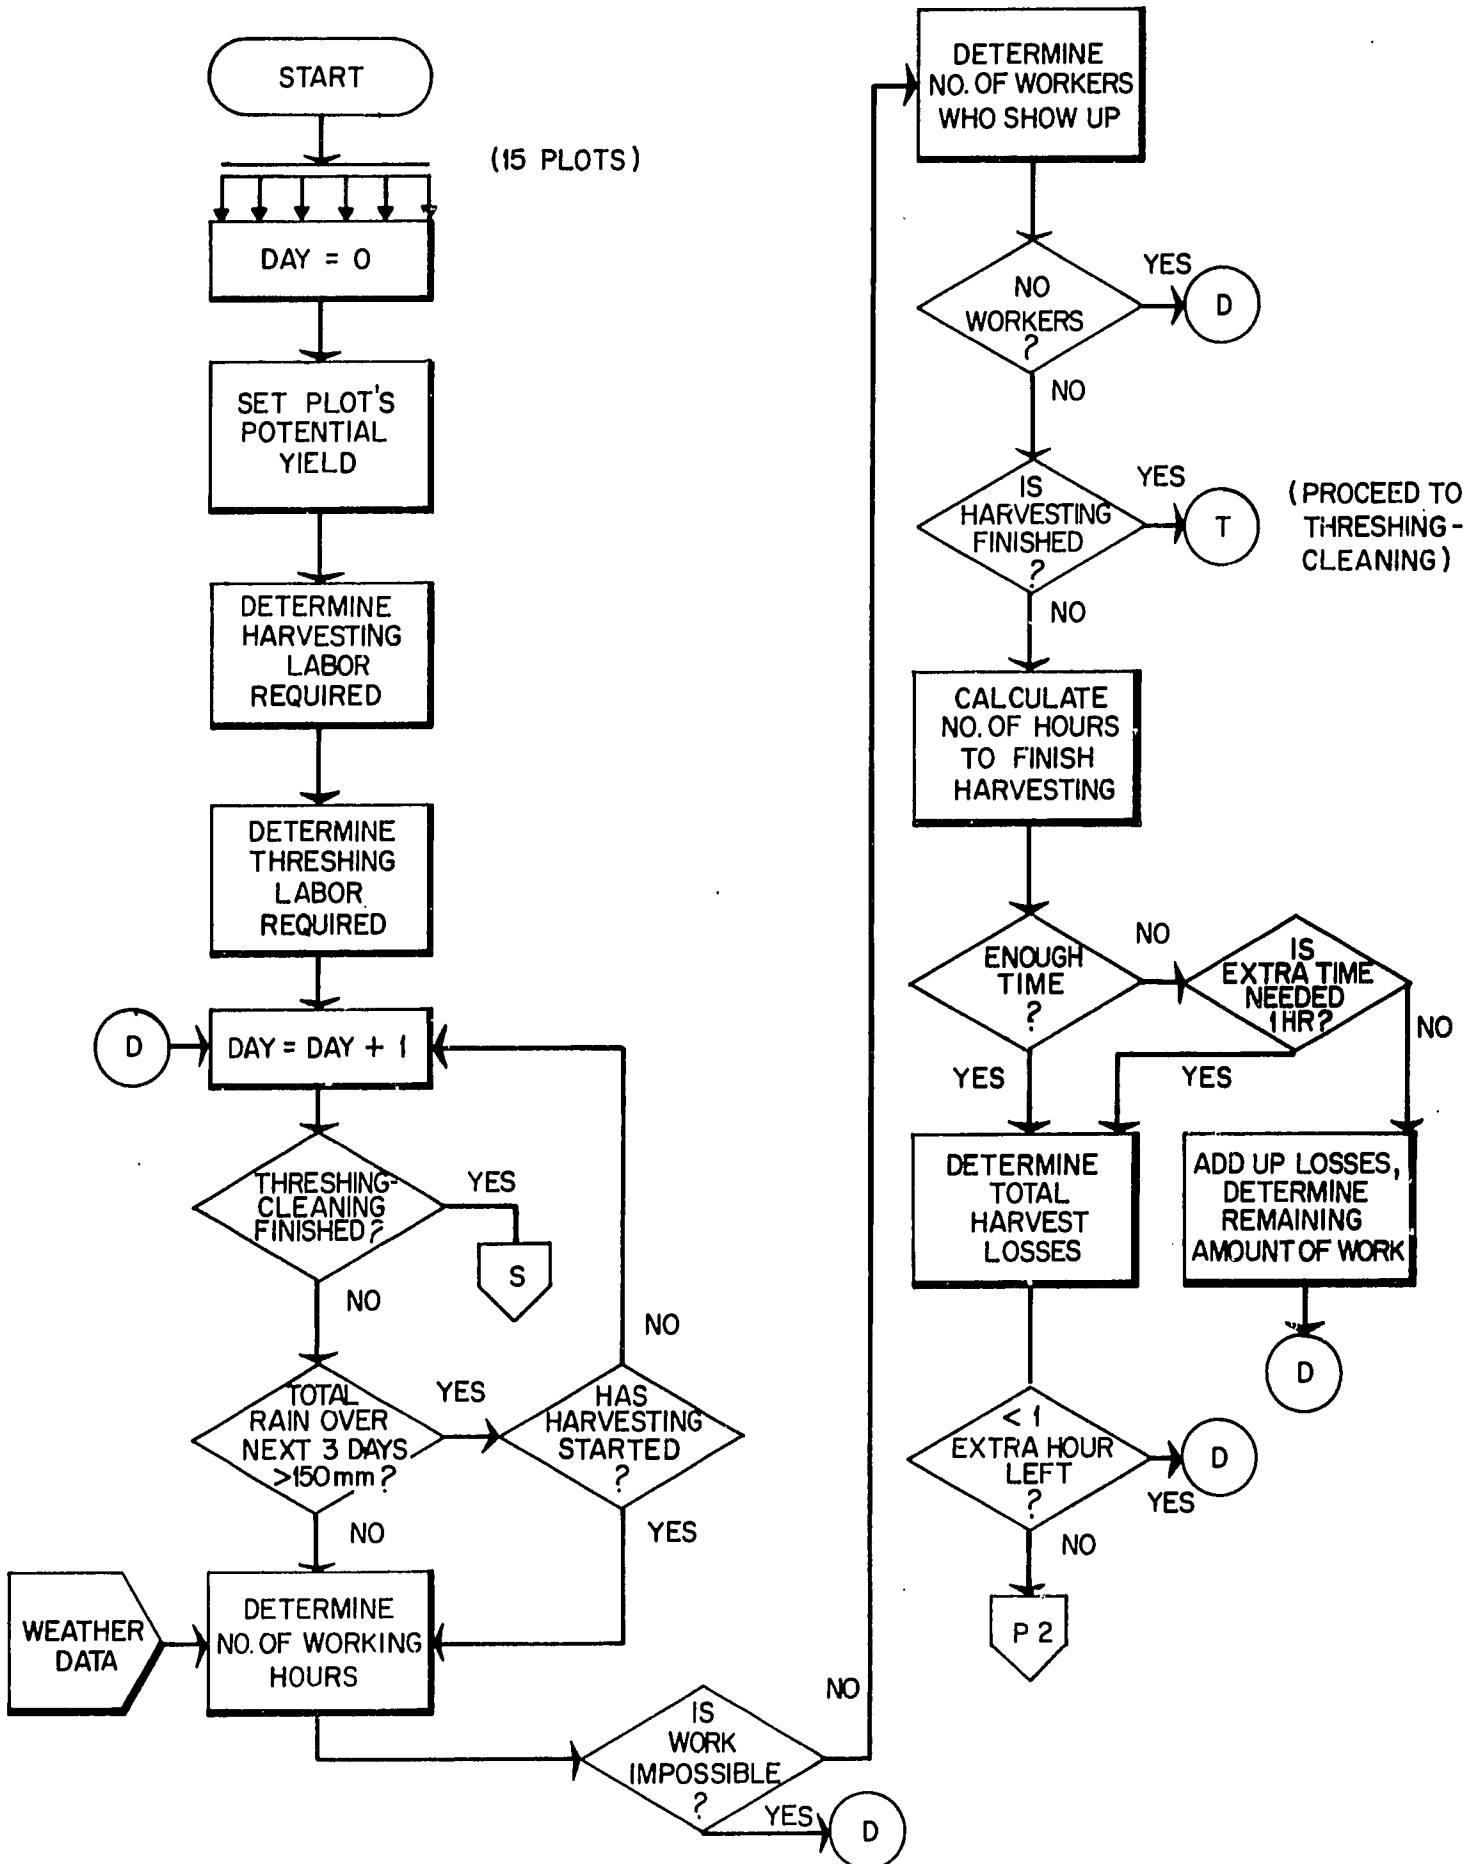 START
(15 PLOTS)
DAY = 0
SET PLOT'S
POTENTIAL
YIELD
DETERMINE
HARVESTING
LABOR
REQUIRED
DETERMINE
THRESHING
LABOR
REQUIRED
D
DAY = DAY + 1
THRESHING-
CLEANING
FINISHED?
YES
S
NO
TOTAL
RAIN OVER
NEXT 3 DAYS
>150mm?
YES
HAS
HARVESTING
STARTED
?
NO
YES
NO
WEATHER
DATA
DETERMINE
NO. OF WORKING
HOURS
IS
WORK
IMPOSSIBLE
?
YES
D
NO
DETERMINE
NO. OF WORKERS
WHO SHOW UP
NO
WORKERS
?
YES
D
NO
IS
HARVESTING
FINISHED
?
YES
T
(PROCEED TO
THRESHING-
CLEANING)
NO
CALCULATE
NO. OF HOURS
TO FINISH
HARVESTING
ENOUGH
TIME
?
NO
IS
EXTRA TIME
NEEDED
1 HR?
NO
YES
YES
DETERMINE
TOTAL
HARVEST
LOSSES
ADD UP LOSSES,
DETERMINE
REMAINING
AMOUNT OF WORK
D
< 1
EXTRA HOUR
LEFT
?
D
YES
NO
P 2